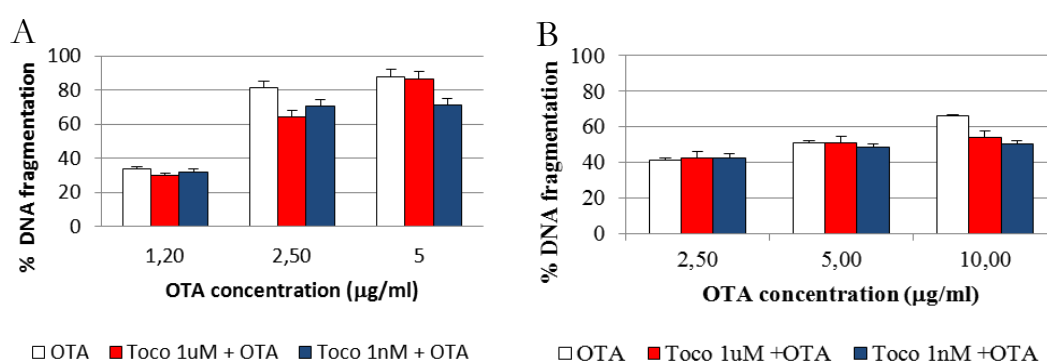 A
% DNA fragmentation
100
80
60
40
20
0
1,20 2,50 5
OTA concentration (µg/ml)
OTA Toco 1uM + OTA Toco 1nM + OTA
B
% DNA fragmentation
100
80
60
40
20
0
2,50 5,00 10,00
OTA concentration (µg/ml)
OTA Toco 1uM +OTA Toco 1nM +OTA